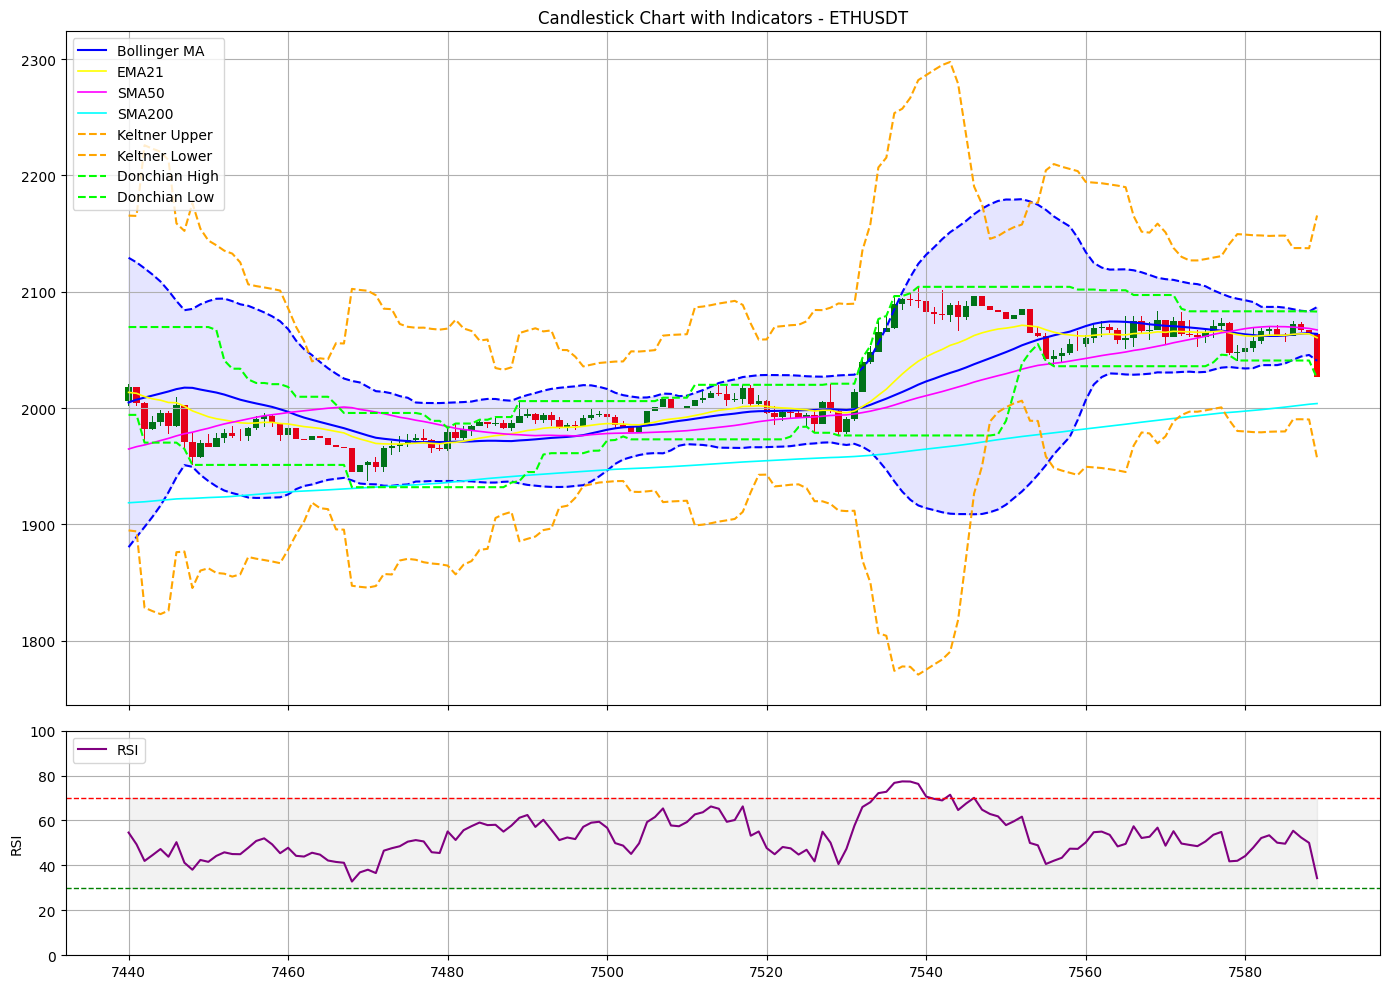 Candlestick Chart with Indicators - ETHUSDT
2300
2200
2100
2000
1900
1800
Bollinger MA
EMA21
SMA50
SMA200
Keltner Upper
Keltner Lower
Donchian High
Donchian Low
100
80
60
40
20
0
RSI
RSI
7440
7460
7480
7500
7520
7540
7560
7580